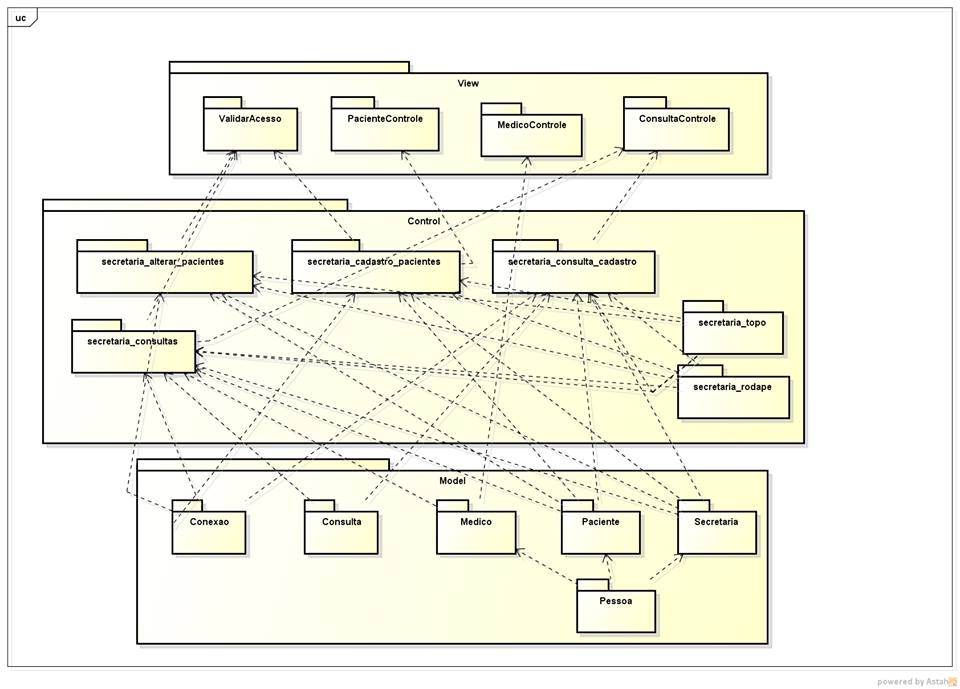 uc
View
ValidarAcesso
PacienteControle
MedicoControle
ConsultaControle
Control
secretaria_alterar_pacientes
secretaria_cadastro_pacientes
secretaria_consulta_cadastro
secretaria_topo
secretaria_consultas
secretaria_rodape
Model
Conexao
Consulta
Medico
Paciente
Secretaria
Pessoa
powered by Astah